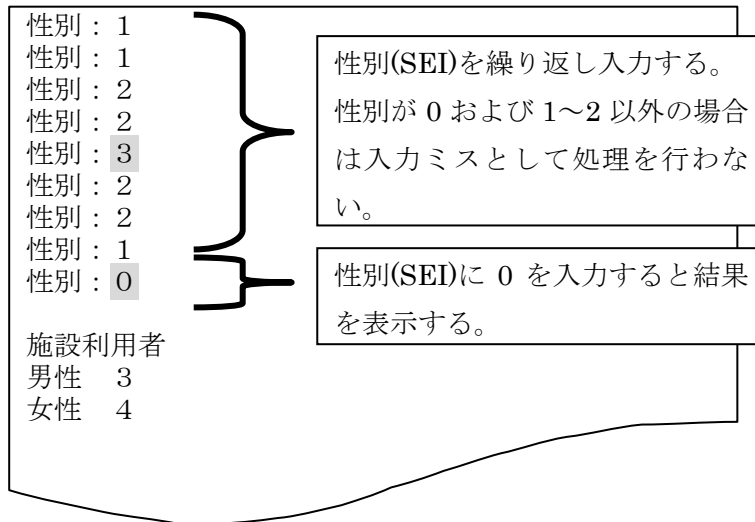 性別：１
性別：１
性別：２
性別：２
性別：３
性別：２
性別：２
性別：１
性別：０
施設利用者
男性　３
女性　４
性別(SEI)を繰り返し入力する。
性別が 0 および 1～2 以外の場合
は入力ミスとして処理を行わな
い。
性別(SEI)に 0 を入力すると結果
を表示する。